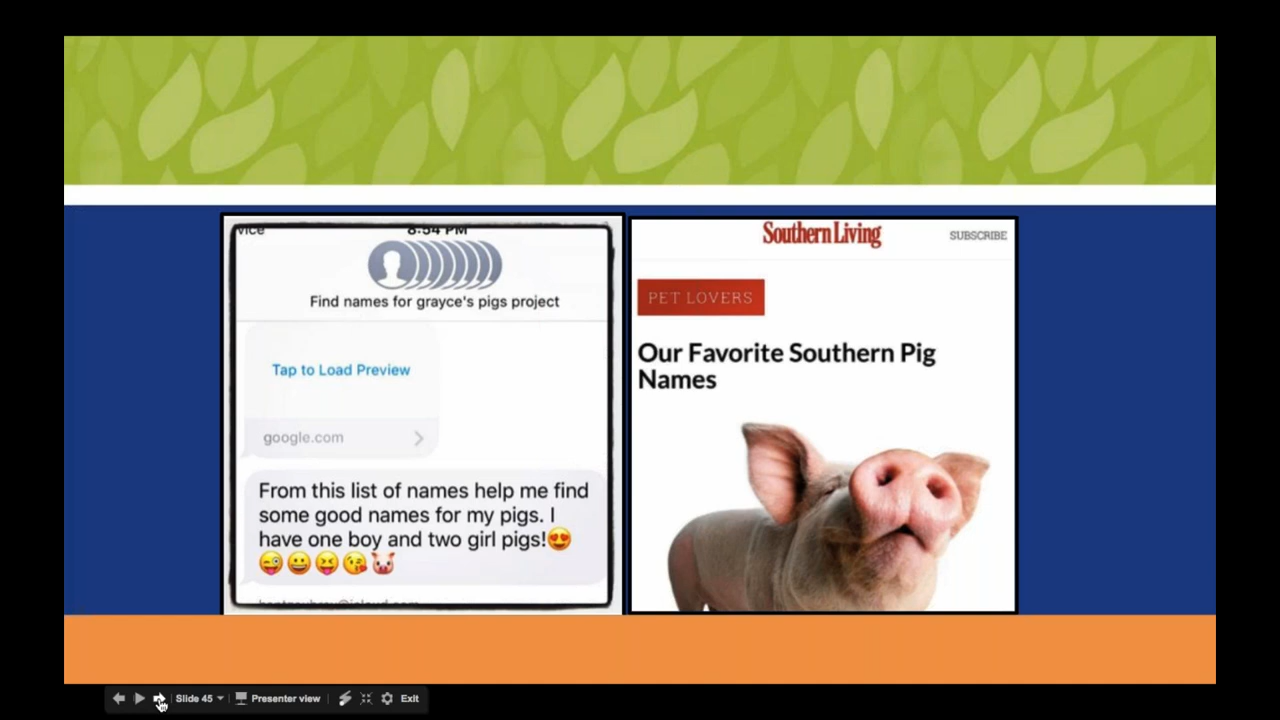 vice
8:54 PM
Find names for grayce's pigs project
Tap to Load Preview
google.com
From this list of names help me find
some good names for my pigs. I
have one boy and two girl pigs!😍
😜😀😝😘🐷
Southern Living
SUBSCRIBE
PET LOVERS
Our Favorite Southern Pig
Names
Slide 45
Presenter view
Exit